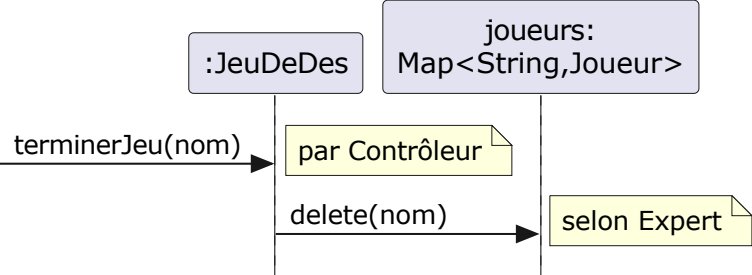 :JeuDeDes
joueurs:
Map<String,Joueur>
terminerJeu(nom)
par Contrôleur
delete(nom)
selon Expert